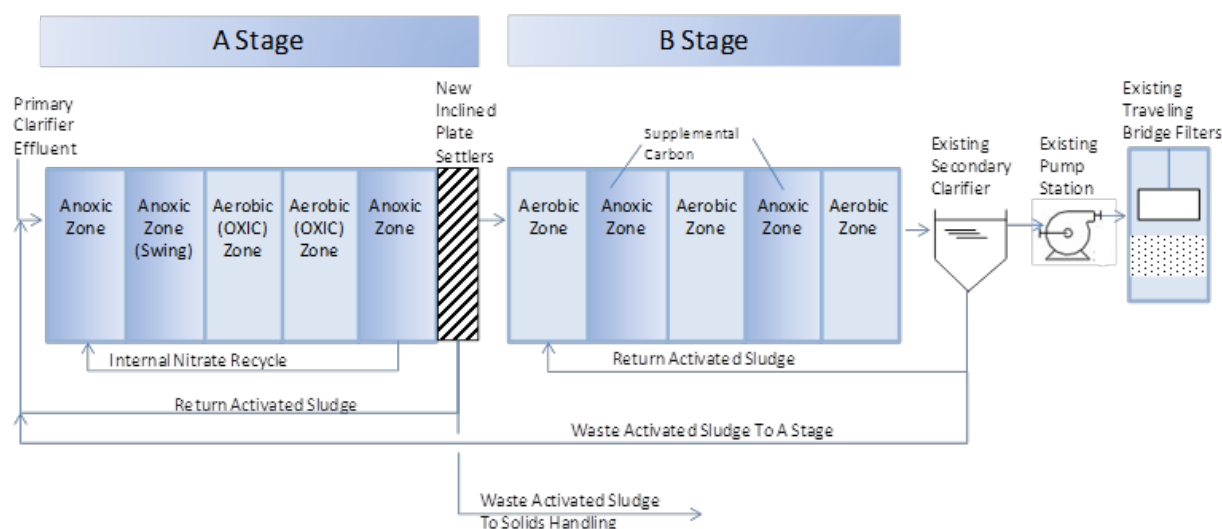 A Stage
B Stage
Primary
Clarifier
Effluent
New
Inclined
Plate
Settlers
Supplemental
Carbon
Existing
Secondary
Clarifier
Existing
Pump
Station
Existing
Traveling
Bridge Filters
Anoxic
Zone
Anoxic
Zone
(Swing)
Aerobic
(OXIC)
Zone
Aerobic
(OXIC)
Zone
Anoxic
Zone
Aerobic
Zone
Anoxic
Zone
Aerobic
Zone
Anoxic
Zone
Aerobic
Zone
Internal Nitrate Recycle
Return Activated Sludge
Return Activated Sludge
Waste Activated Sludge To A Stage
Waste Activated Sludge
To Solids Handling